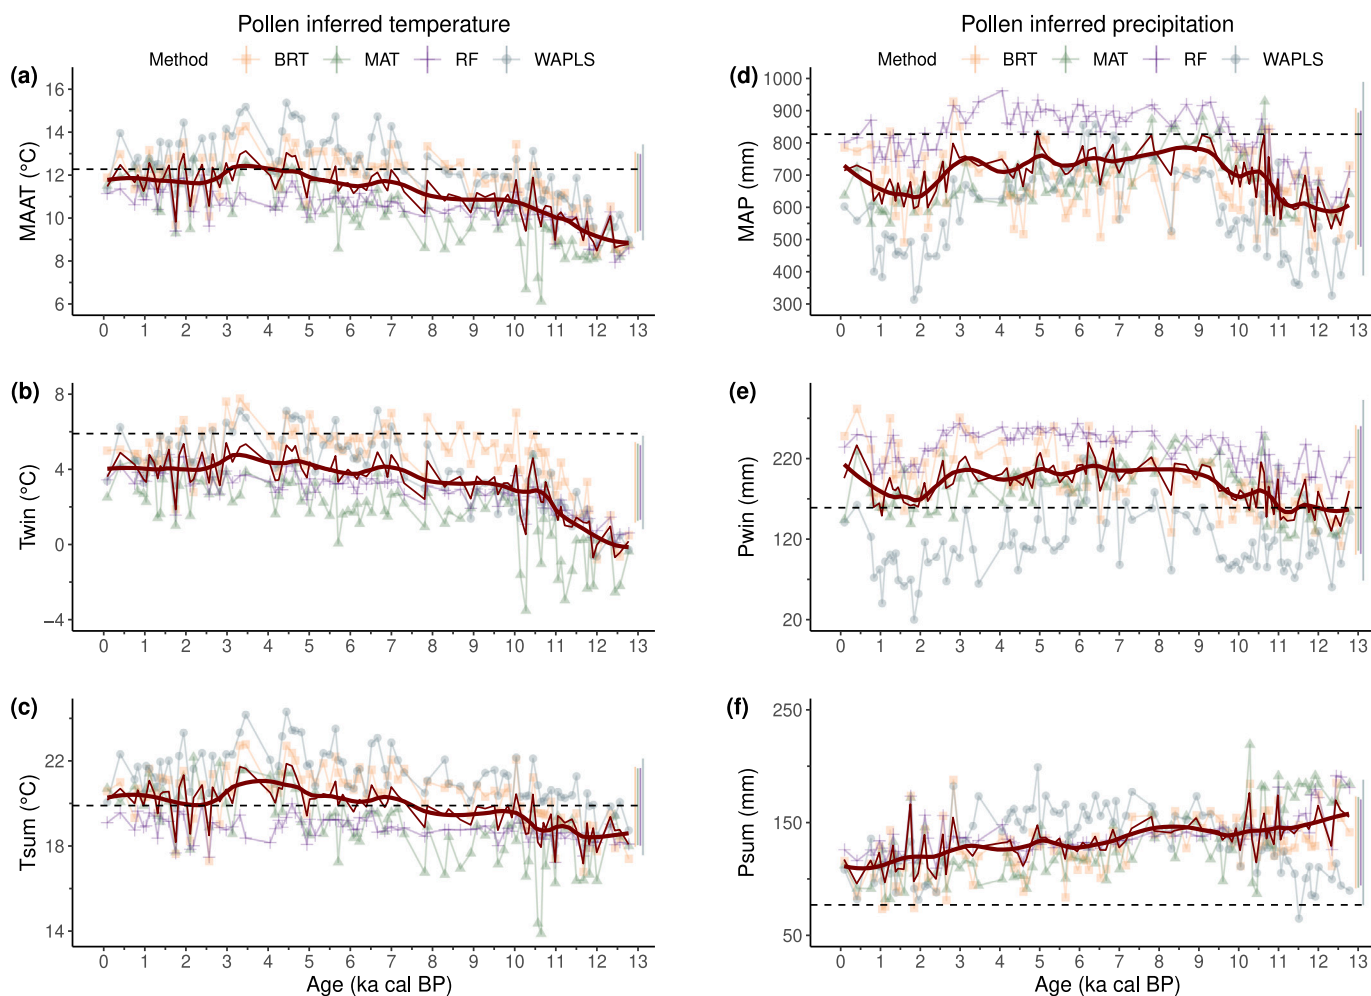 Pollen inferred temperature
Method BRT MAT RF WAPLS
(a)
MAAT (°C)
16
14
12
10
8
6
0 1 2 3 4 5 6 7 8 9 10 11 12 13
(b)
Twin (°C)
8
4
0
−4
0 1 2 3 4 5 6 7 8 9 10 11 12 13
(c)
Tsum (°C)
22
18
14
0 1 2 3 4 5 6 7 8 9 10 11 12 13
Age (ka cal BP)
Pollen inferred precipitation
Method BRT MAT RF WAPLS
(d)
MAP (mm)
1000
900
800
700
600
500
400
300
0 1 2 3 4 5 6 7 8 9 10 11 12 13
(e)
Pwin (mm)
220
120
20
0 1 2 3 4 5 6 7 8 9 10 11 12 13
(f)
Psum (mm)
250
150
50
0 1 2 3 4 5 6 7 8 9 10 11 12 13
Age (ka cal BP)